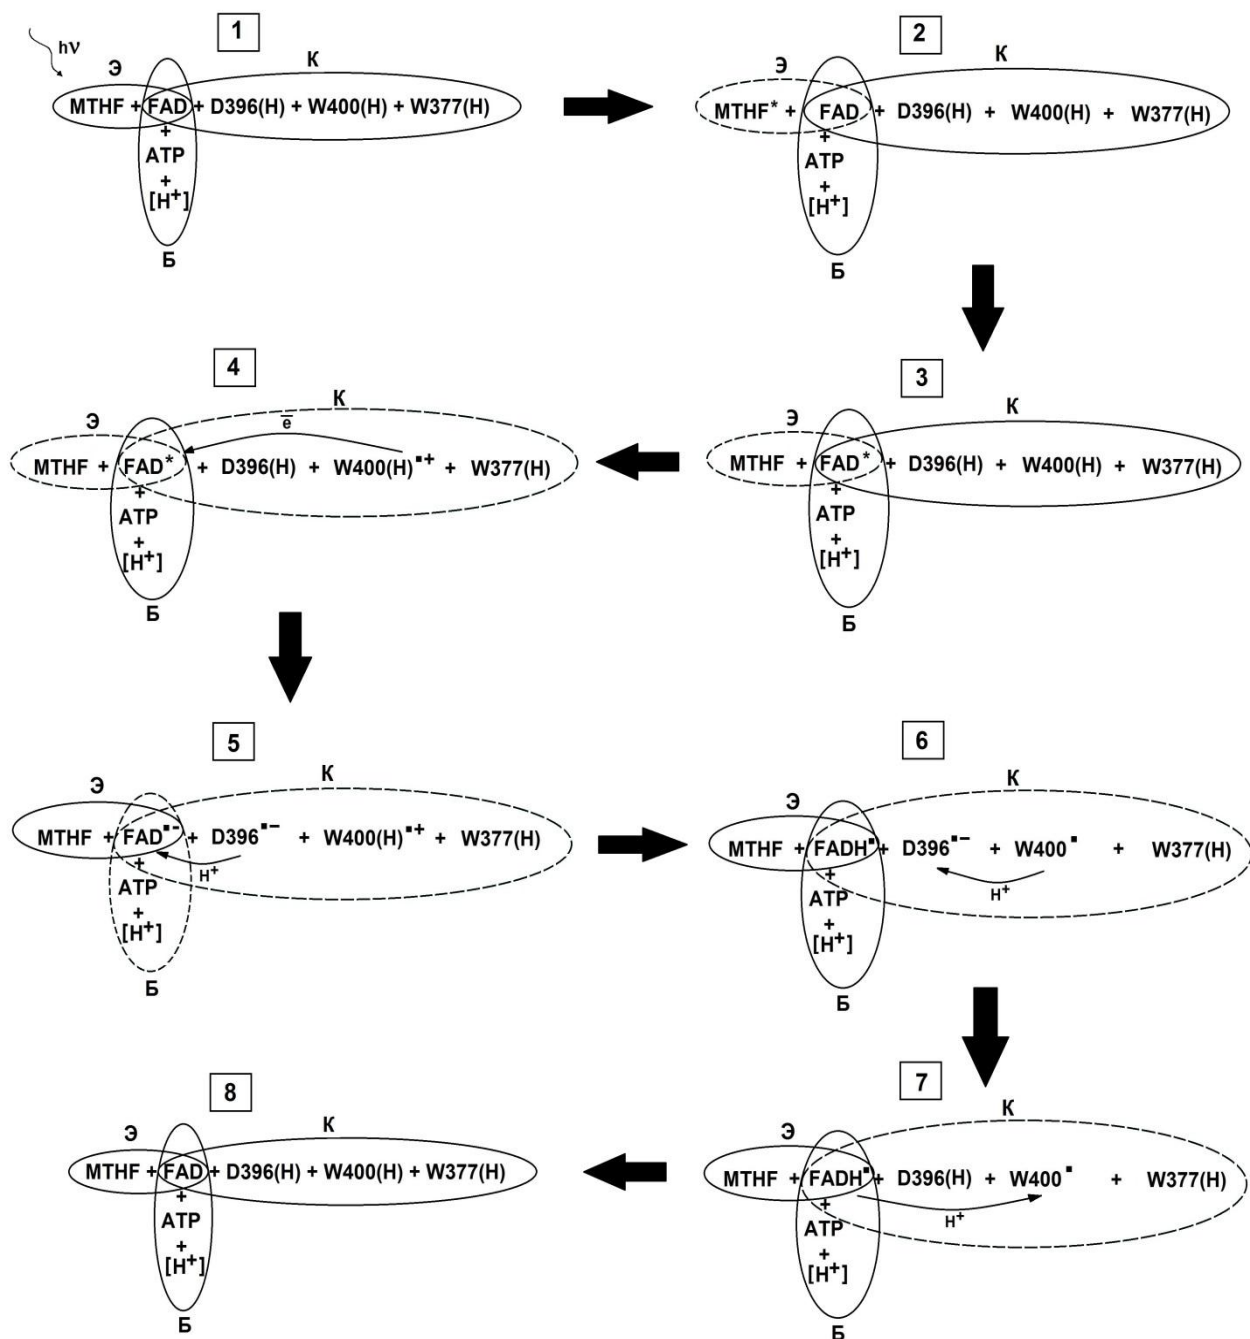 1
hν
Э
К
MTHF + FAD + D396(H) + W400(H) + W377(H)
+
ATP
+
[H⁺]
Б
2
Э
К
MTHF* + FAD + D396(H) + W400(H) + W377(H)
+
ATP
+
[H⁺]
Б
3
Э
К
MTHF + FAD* + D396(H) + W400(H) + W377(H)
+
ATP
+
[H⁺]
Б
4
Э
К
e̅
MTHF + FAD* + D396(H) + W400(H)▪⁺ + W377(H)
+
ATP
+
[H⁺]
Б
5
Э
К
MTHF + FAD▪⁻ + D396▪⁻ + W400(H)▪⁺ + W377(H)
+
H⁺
ATP
+
[H⁺]
Б
6
Э
К
MTHF + FADH▪ + D396▪⁻ + W400▪ + W377(H)
+
H⁺
ATP
+
[H⁺]
Б
7
Э
К
MTHF + FADH▪ + D396(H) + W400▪ + W377(H)
+
H⁺
ATP
+
[H⁺]
Б
8
Э
К
MTHF + FAD + D396(H) + W400(H) + W377(H)
+
ATP
+
[H⁺]
Б